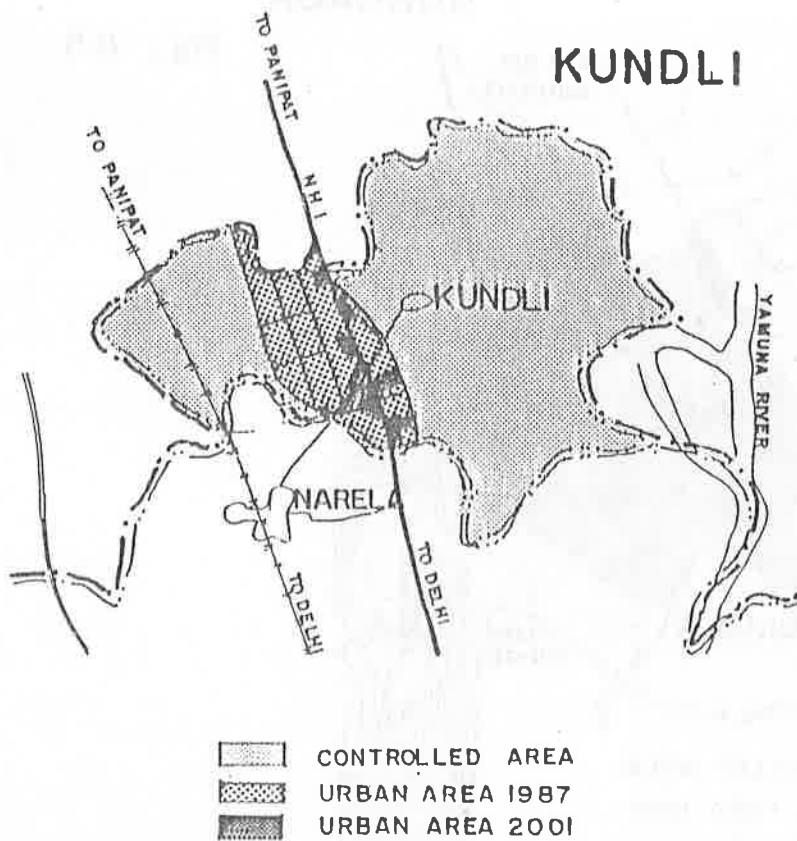 KUNDLI
TO PANIPAT
NH I
TO PANIPAT
KUNDLI
YAMUNA RIVER
NARELA
TO DELHI
TO DELHI
CONTROLLED AREA
URBAN AREA 1987
URBAN AREA 2001